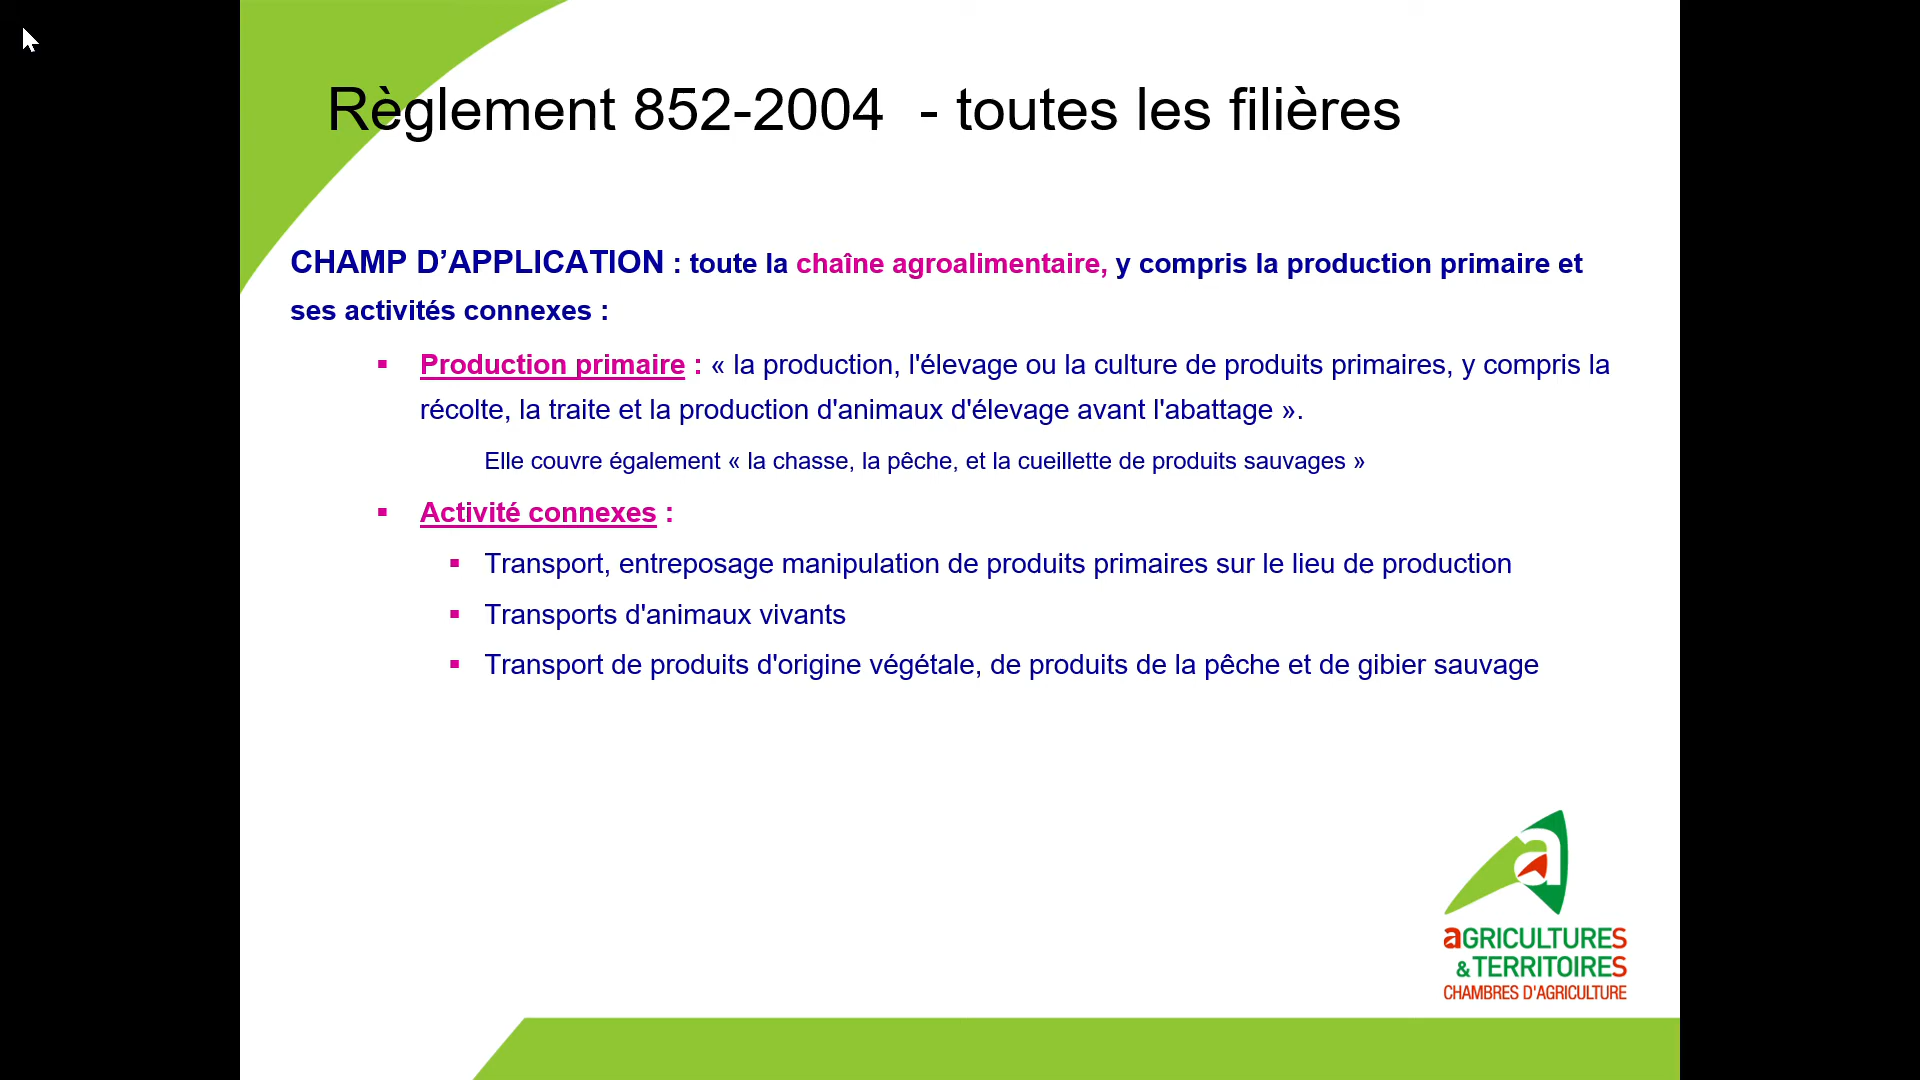 Règlement 852-2004  - toutes les filières
CHAMP D’APPLICATION : toute la chaîne agroalimentaire, y compris la production primaire et
ses activités connexes :
▪ Production primaire : « la production, l'élevage ou la culture de produits primaires, y compris la
récolte, la traite et la production d'animaux d'élevage avant l'abattage ».
Elle couvre également « la chasse, la pêche, et la cueillette de produits sauvages »
▪ Activité connexes :
▪ Transport, entreposage manipulation de produits primaires sur le lieu de production
▪ Transports d'animaux vivants
▪ Transport de produits d'origine végétale, de produits de la pêche et de gibier sauvage
a
aGRICULTURES
& TERRITOIRES
CHAMBRES D'AGRICULTURE